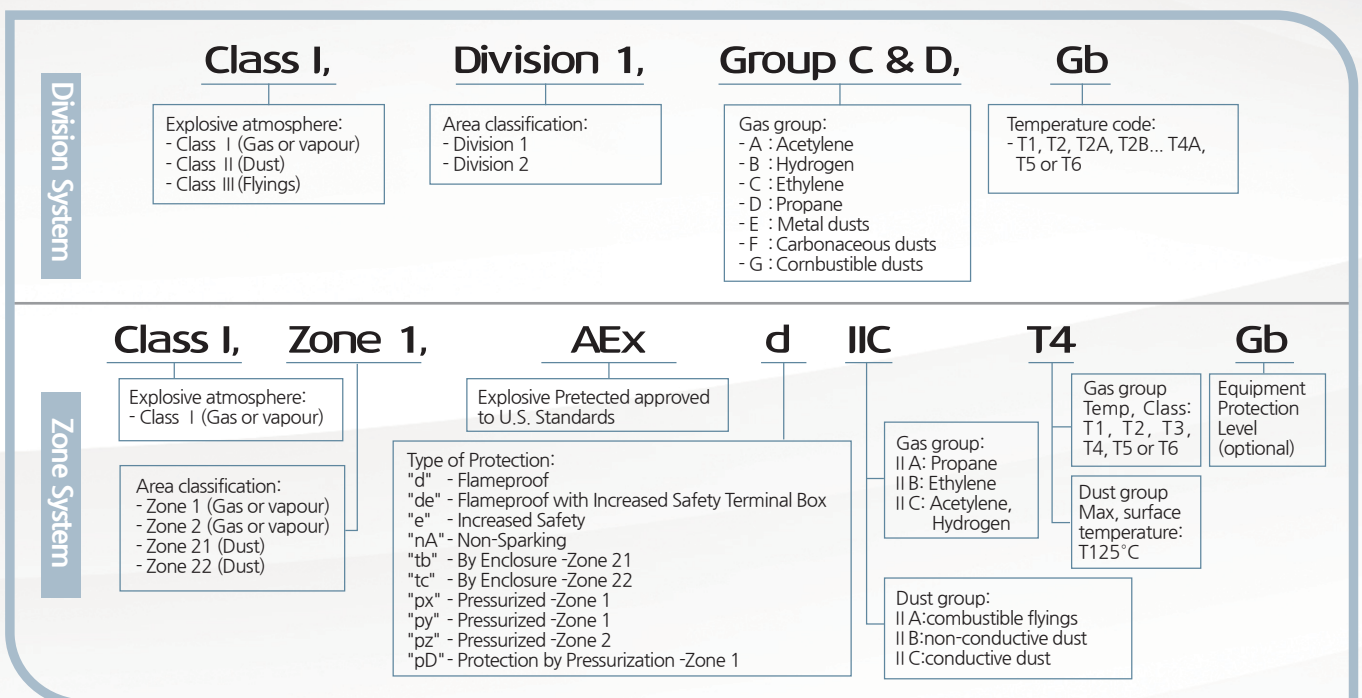 Division System
Class I, Division 1, Group C & D, Gb
Explosive atmosphere:
- Class I (Gas or vapour)
- Class II (Dust)
- Class III (Flyings)
Area classification:
- Division 1
- Division 2
Gas group:
- A : Acetylene
- B : Hydrogen
- C : Ethylene
- D : Propane
- E : Metal dusts
- F : Carbonaceous dusts
- G : Cornbustible dusts
Temperature code:
- T1, T2, T2A, T2B... T4A,
T5 or T6
Zone System
Class I, Zone 1, AEx d IIC T4 Gb
Explosive atmosphere:
- Class I (Gas or vapour)
Area classification:
- Zone 1 (Gas or vapour)
- Zone 2 (Gas or vapour)
- Zone 21 (Dust)
- Zone 22 (Dust)
Explosive Pretected approved
to U.S. Standards
Type of Protection:
"d" - Flameproof
"de" - Flameproof with Increased Safety Terminal Box
"e" - Increased Safety
"nA" - Non-Sparking
"tb" - By Enclosure -Zone 21
"tc" - By Enclosure -Zone 22
"px" - Pressurized -Zone 1
"py" - Pressurized -Zone 1
"pz" - Pressurized -Zone 2
"pD" - Protection by Pressurization -Zone 1
Gas group:
II A: Propane
II B: Ethylene
II C: Acetylene,
Hydrogen
Dust group:
II A:combustible flyings
II B:non-conductive dust
II C:conductive dust
Gas group
Temp, Class:
T1, T2, T3,
T4, T5 or T6
Dust group
Max, surface
temperature:
T125°C
Equipment
Protection
Level
(optional)